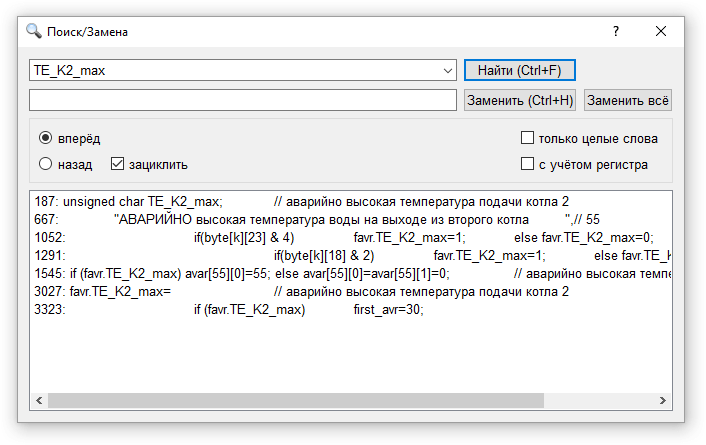 Поиск/Замена
TE_K2_max
Найти (Ctrl+F)
Заменить (Ctrl+H)
Заменить всё
вперёд
только целые слова
назад
зациклить
с учётом регистра
187: unsigned char TE_K2_max; // аварийно высокая температура подачи котла 2
667: "АВАРИЙНО высокая температура воды на выходе из второго котла ",// 55
1052: if(byte[k][23] & 4) favr.TE_K2_max=1; else favr.TE_K2_max=0;
1291: if(byte[k][18] & 2) favr.TE_K2_max=1; else favr.TE_K
1545: if (favr.TE_K2_max) avar[55][0]=55; else avar[55][0]=avar[55][1]=0; // аварийно высокая темпе
3027: favr.TE_K2_max= // аварийно высокая температура подачи котла 2
3323: if (favr.TE_K2_max) first_avr=30;